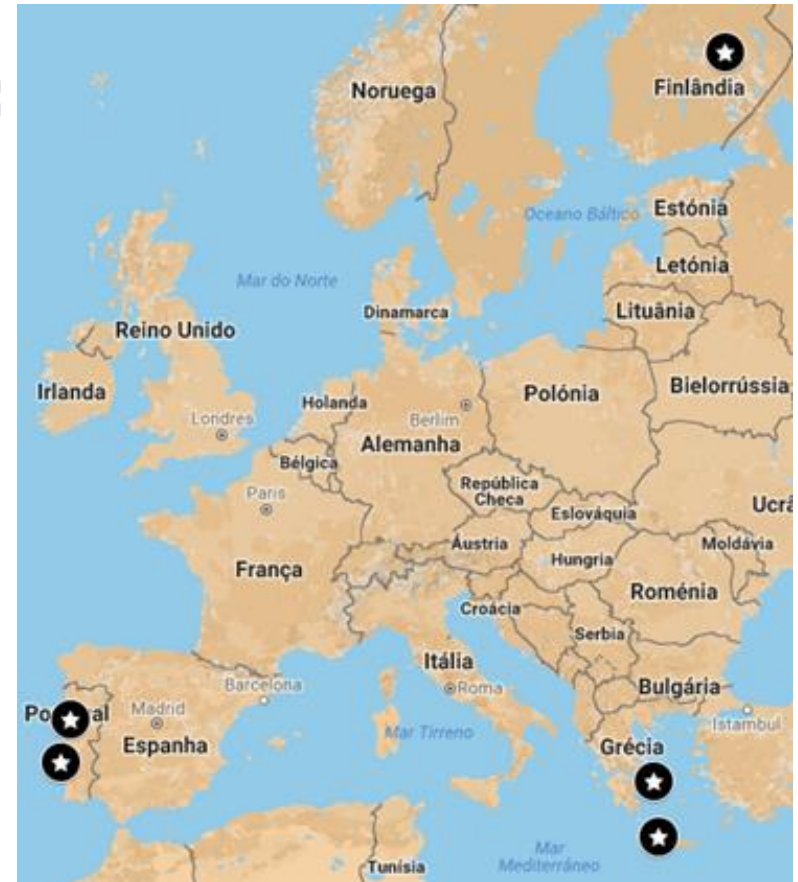 Noruega
Finlândia
Oceano Báltico
Estónia
Letónia
Mar do Norte
Dinamarca
Lituânia
Reino Unido
Irlanda
Holanda
Londres
Berlim
Polónia
Bielorrússia
Alemanha
Bélgica
Paris
República
Checa
Eslováquia
Ucrâ
Áustria
Hungria
Moldávia
França
Roménia
Croácia
Serbia
Itália
Roma
Barcelona
Bulgária
Madrid
Istambul
Espanha
Mar Tirreno
Grécia
Mar
Mediterráneo
Tunísia